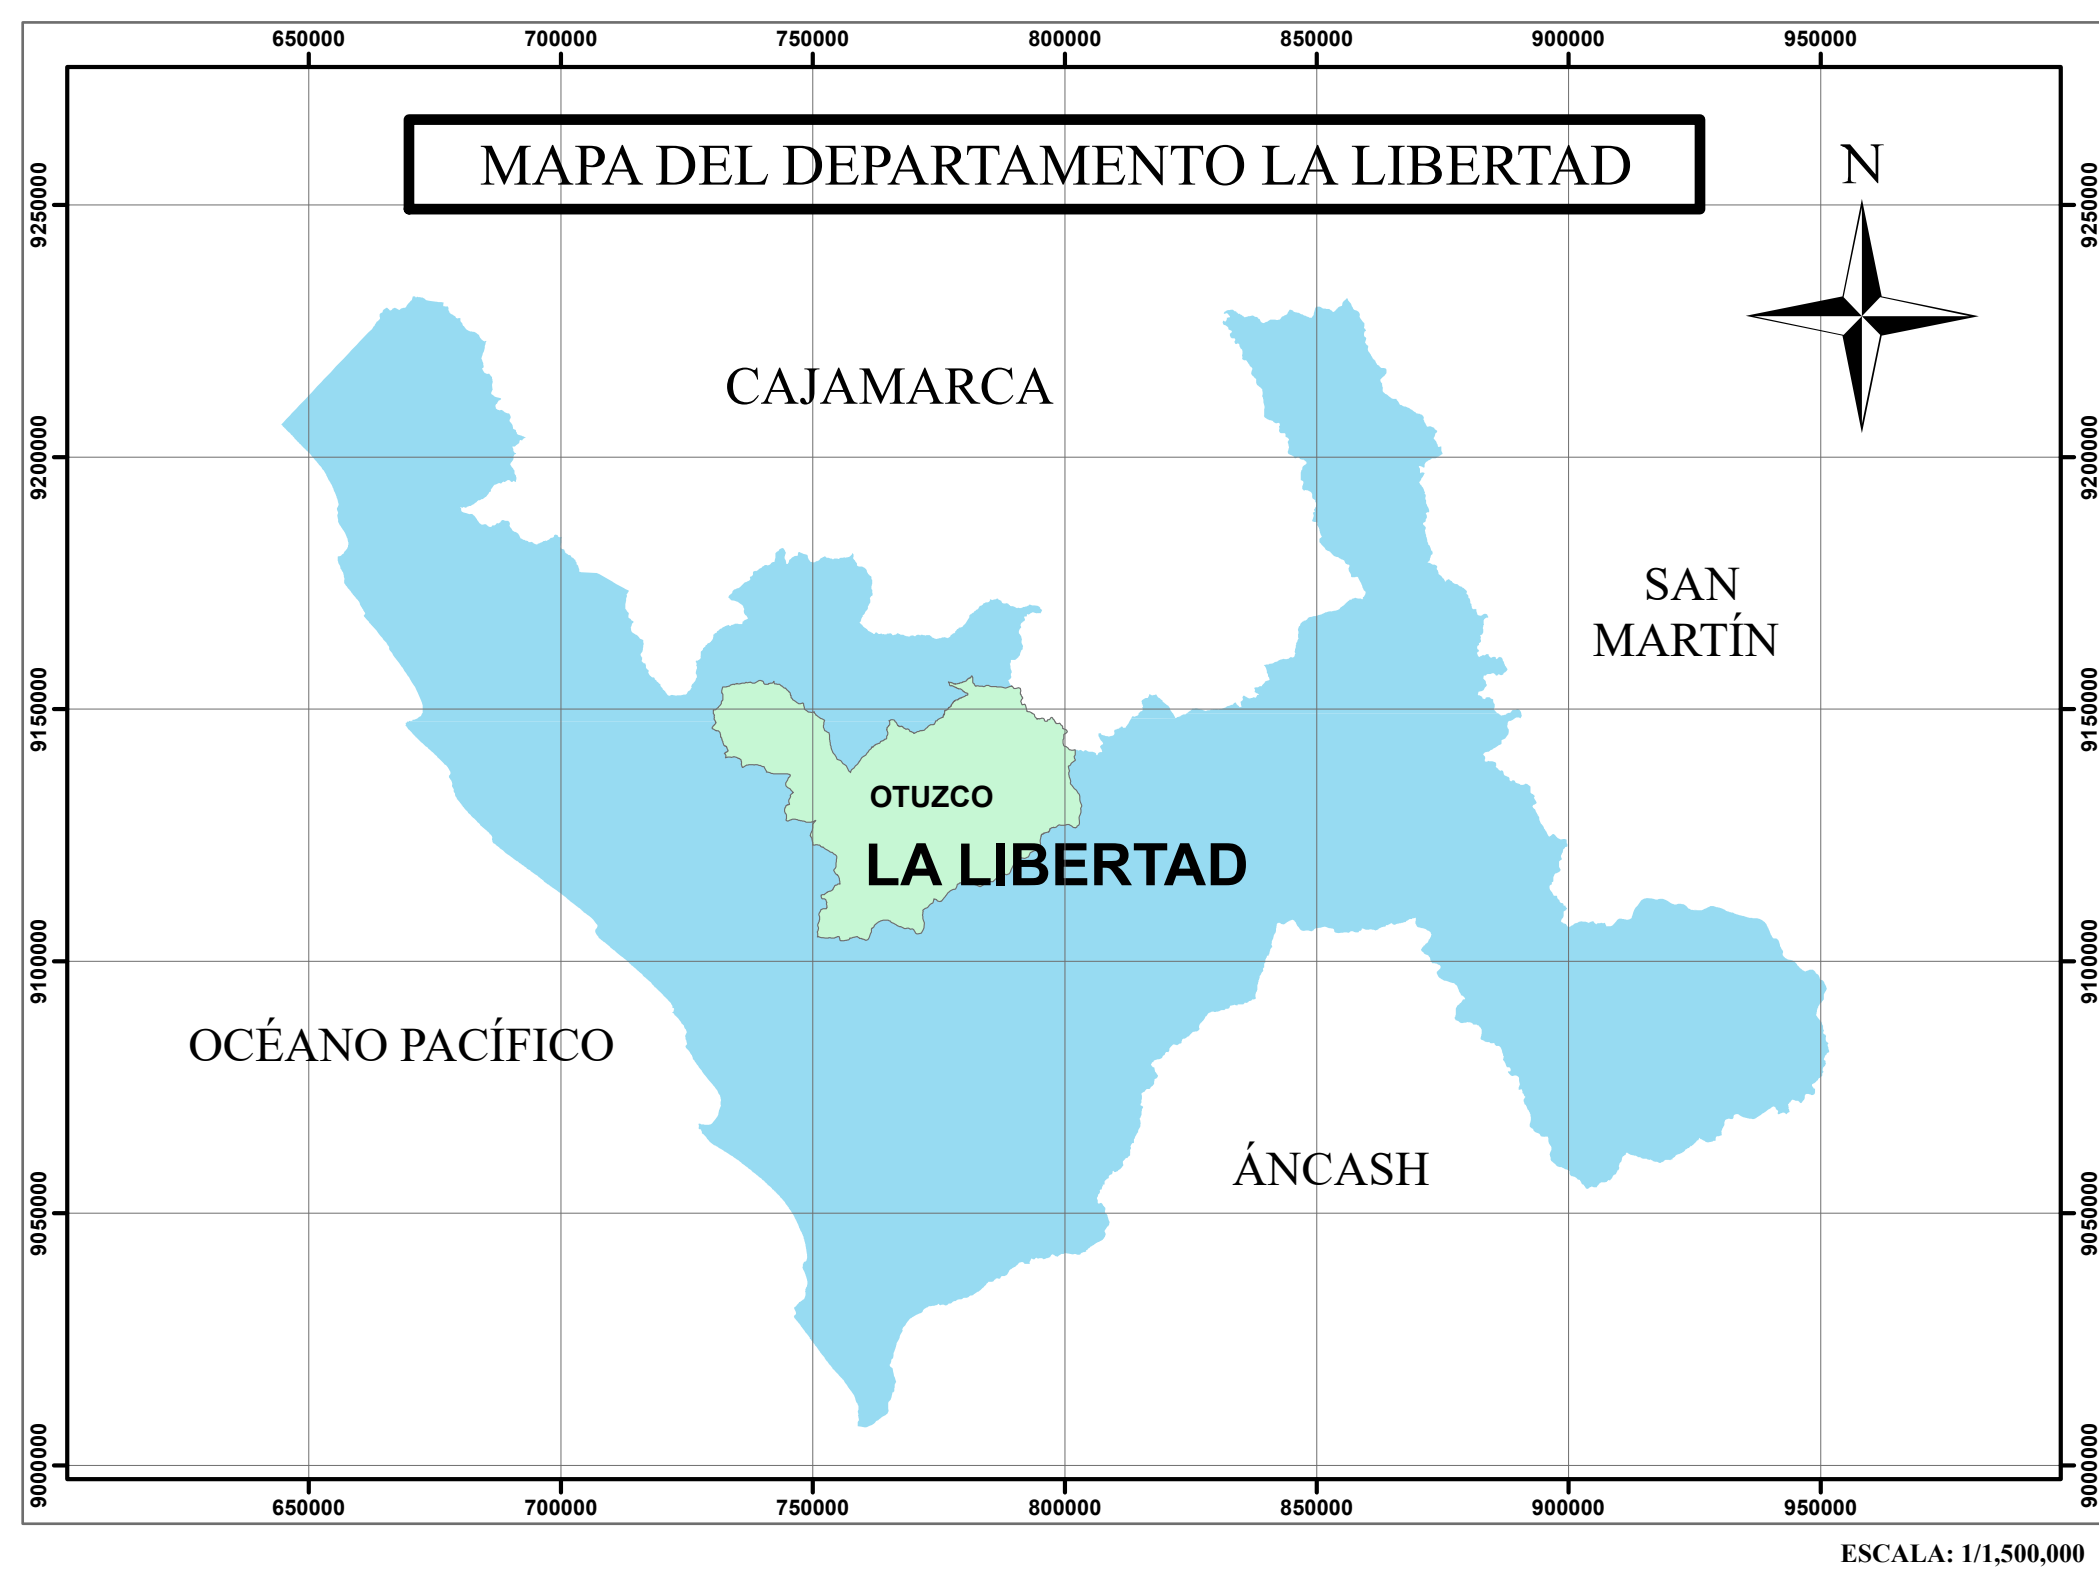 650000 700000 750000 800000 850000 900000 950000
MAPA DEL DEPARTAMENTO LA LIBERTAD
N
9250000 9250000
CAJAMARCA
9200000 9200000
SAN
MARTÍN
9150000 9150000
OTUZCO
LA LIBERTAD
9100000 9100000
OCÉANO PACÍFICO
ÁNCASH
9050000 9050000
9000000 9000000
650000 700000 750000 800000 850000 900000 950000
ESCALA: 1/1,500,000